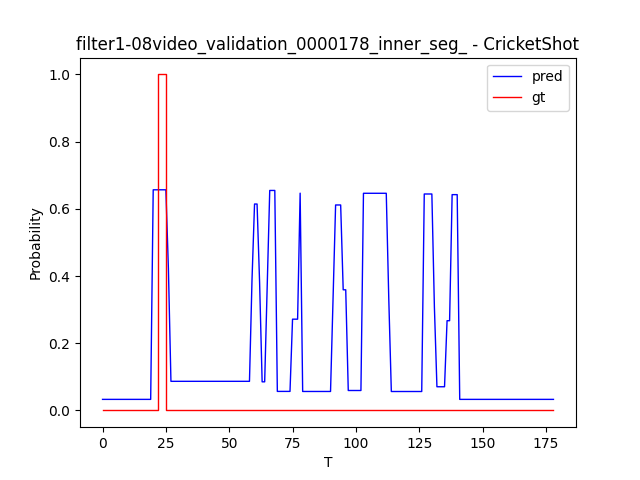 filter1-08video_validation_0000178_inner_seg_ - CricketShot
pred
gt
1.0
0.8
0.6
0.4
0.2
0.0
Probability
0 25 50 75 100 125 150 175
T